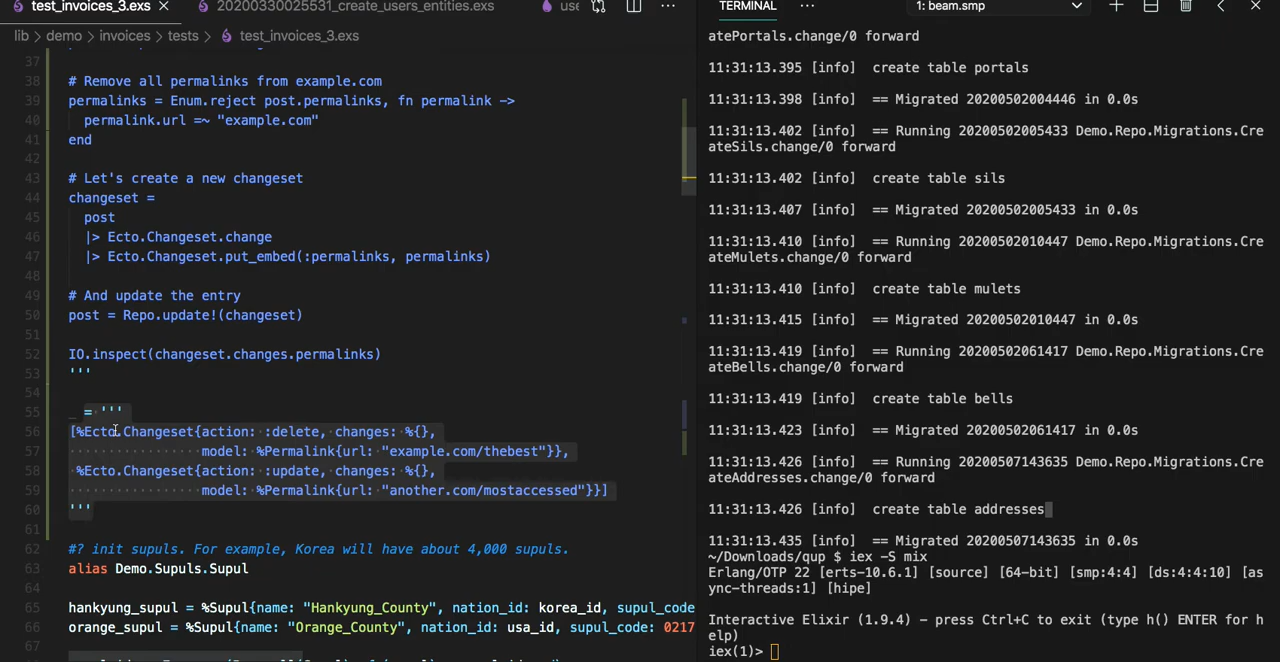 test_invoices_3.exs
20200330025531_create_users_entities.exs
use
TERMINAL
1: beam.smp
lib > demo > invoices > tests > test_invoices_3.exs
37
38 # Remove all permalinks from example.com
39 permalinks = Enum.reject post.permalinks, fn permalink ->
40 permalink.url =~ "example.com"
41 end
42
43 # Let's create a new changeset
44 changeset =
45 post
46 |> Ecto.Changeset.change
47 |> Ecto.Changeset.put_embed(:permalinks, permalinks)
48
49 # And update the entry
50 post = Repo.update!(changeset)
51
52 IO.inspect(changeset.changes.permalinks)
53 '''
54
55 _ = '''
56 [%Ecto.Changeset{action: :delete, changes: %{},
57 model: %Permalink{url: "example.com/thebest"}},
58 %Ecto.Changeset{action: :update, changes: %{},
59 model: %Permalink{url: "another.com/mostaccessed"}}]
60 '''
61
62 #? init supuls. For example, Korea will have about 4,000 supuls.
63 alias Demo.Supuls.Supul
64
65 hankyung_supul = %Supul{name: "Hankyung_County", nation_id: korea_id, supul_code
66 orange_supul = %Supul{name: "Orange_County", nation_id: usa_id, supul_code: 0217
67
atePortals.change/0 forward
11:31:13.395 [info]  create table portals
11:31:13.398 [info]  == Migrated 20200502004446 in 0.0s
11:31:13.402 [info]  == Running 20200502005433 Demo.Repo.Migrations.Cre
ateSils.change/0 forward
11:31:13.402 [info]  create table sils
11:31:13.407 [info]  == Migrated 20200502005433 in 0.0s
11:31:13.410 [info]  == Running 20200502010447 Demo.Repo.Migrations.Cre
ateMulets.change/0 forward
11:31:13.410 [info]  create table mulets
11:31:13.415 [info]  == Migrated 20200502010447 in 0.0s
11:31:13.419 [info]  == Running 20200502061417 Demo.Repo.Migrations.Cre
ateBells.change/0 forward
11:31:13.419 [info]  create table bells
11:31:13.423 [info]  == Migrated 20200502061417 in 0.0s
11:31:13.426 [info]  == Running 20200507143635 Demo.Repo.Migrations.Cre
ateAddresses.change/0 forward
11:31:13.426 [info]  create table addresses
11:31:13.435 [info]  == Migrated 20200507143635 in 0.0s
~/Downloads/qup $ iex -S mix
Erlang/OTP 22 [erts-10.6.1] [source] [64-bit] [smp:4:4] [ds:4:4:10] [as
ync-threads:1] [hipe]
Interactive Elixir (1.9.4) - press Ctrl+C to exit (type h() ENTER for h
elp)
iex(1)>